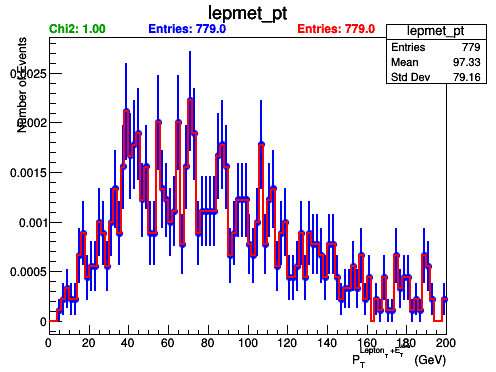 lepmet_pt
Chi2: 1.00 Entries: 779.0 Entries: 779.0
lepmet_pt
Entries 779
Mean 97.33
Std Dev 79.16
Number of Events
0.0025
0.002
0.0015
0.001
0.0005
0
0 20 40 60 80 100 120 140 160 180 200
P_T^{Lepton_T +E_T} (GeV)